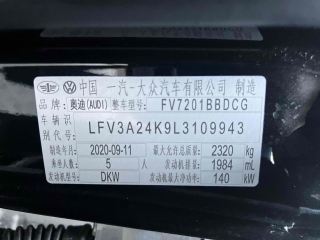 中国 一汽-大众汽车有限公司 制造
品牌 奥迪(AUDI) 整车型号 FV7201BBDCG
车辆识别代号 LFV3A24K9L3109943
制造年月 2020-09-11 最大允许总质量 2320 kg
乘坐人数 5 人 发动机排量 1984 mL
发动机型号 DKW 发动机最大净功率 140 kW